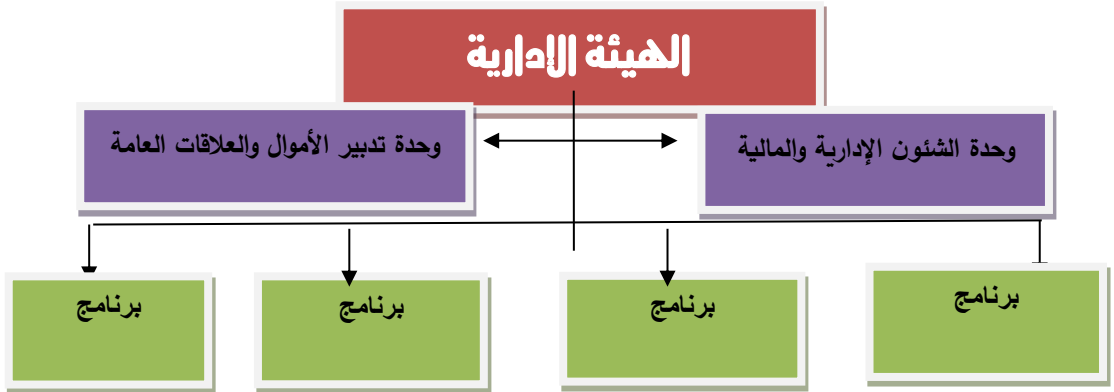 الهيئة الإدارية
وحدة الشئون الإدارية والمالية
وحدة تدبير الأموال والعلاقات العامة
برنامج
برنامج
برنامج
برنامج